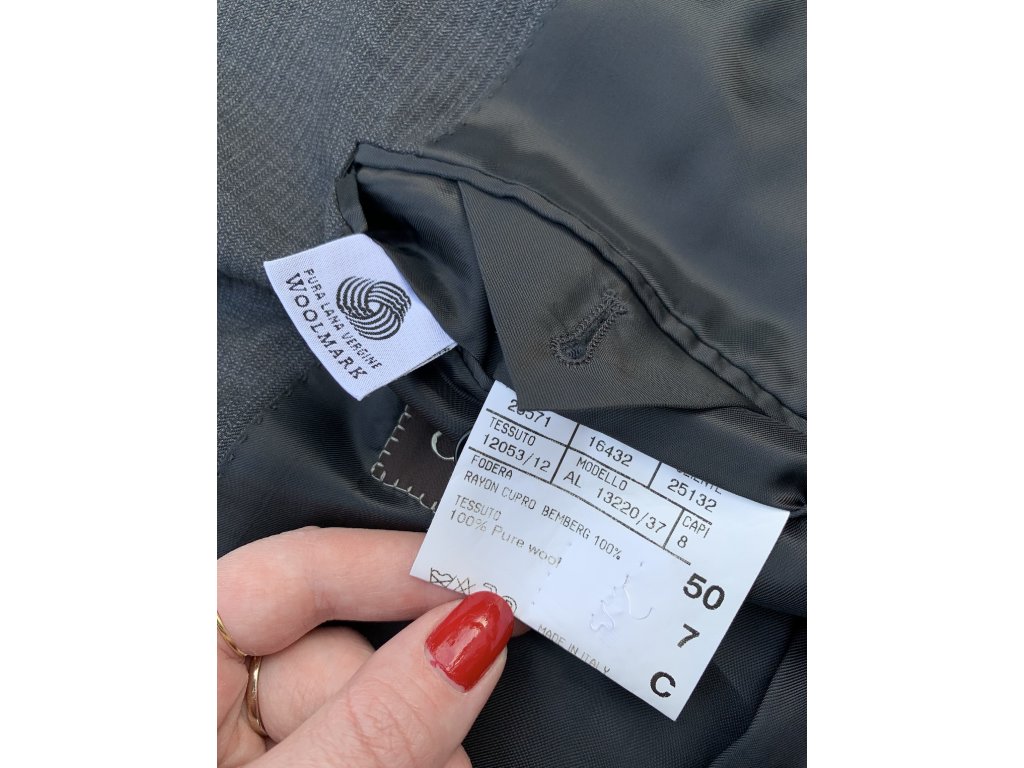 PURA LANA VERGINE
WOOLMARK
16432
25132
TESSUTO
MODELLO
CAPI
12053/12
AL 13220/37
8
FODERA
RAYON CUPRO BEMBERG 100%
TESSUTO
100% Pure wool
50
7
C
MADE IN ITALY